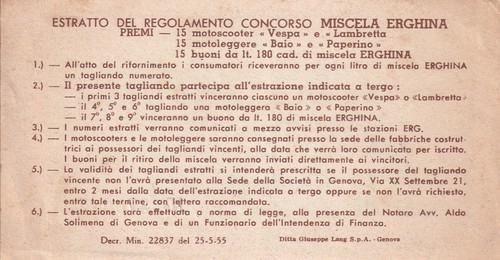 ESTRATTO DEL REGOLAMENTO CONCORSO MISCELA ERGHINA
PREMI — 15 motoscooter «Vespa» e «Lambretta
15 motoleggere «Baio» e «Paperino»
15 buoni da lt. 180 cad. di miscela ERGHINA
1.) — All'atto del rifornimento i consumatori riceveranno per ogni litro di miscela ERGHINA
un tagliando numerato.
2.) — Il presente tagliando partecipa all'estrazione indicata a tergo:
— i primi 3 tagliandi estratti vinceranno ciascuno un motoscooter «Vespa» o «Lambretta»
— il 4º, 5º e 6º tagliando una motoleggera «Baio» o «Paperino»
— il 7º, 8º e 9º vinceranno un buono da lt. 180 di miscela ERGHINA.
3.) — I numeri estratti verranno comunicati a mezzo avvisi presso le stazioni ERG.
4.) — I motoscooters e le motoleggere saranno consegnati presso la sede delle fabbriche costrut-
trici ai possessori dei tagliandi vincenti, alla data che verrà loro comunicata per iscritto.
I buoni per il ritiro della miscela verranno inviati direttamente ai vincitori.
5.) — La validità dei tagliandi estratti si intenderà prescritta se il possessore del tagliando
vincente non l'avrà presentato alla Sede della Società in Genova, Via XX Settembre 21,
entro 2 mesi dalla data dell'estrazione indicata a tergo oppure se non l'avrà richiesto,
entro tale termine, con lettera raccomandata.
6.) — L'estrazione sarà effettuata a norma di legge, alla presenza del Notaro Avv. Aldo
Solimena di Genova e di un Funzionario dell'Intendenza di Finanza.
Decr. Min. 22837 del 25-5-55 Ditta Giuseppe Lang S.p.A. - Genova